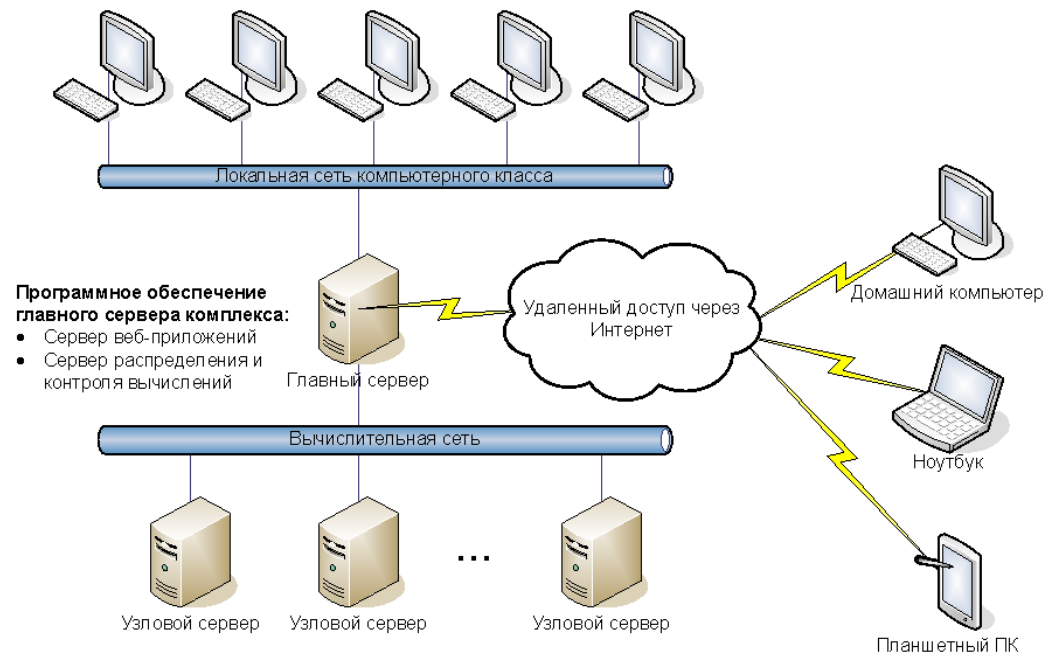 Локальная сеть компьютерного класса
Программное обеспечение
главного сервера комплекса:
• Сервер веб-приложений
• Сервер распределения и
контроля вычислений
Главный сервер
Удаленный доступ через
Интернет
Домашний компьютер
Ноутбук
Планшетный ПК
Вычислительная сеть
...
Узловой сервер
Узловой сервер
Узловой сервер